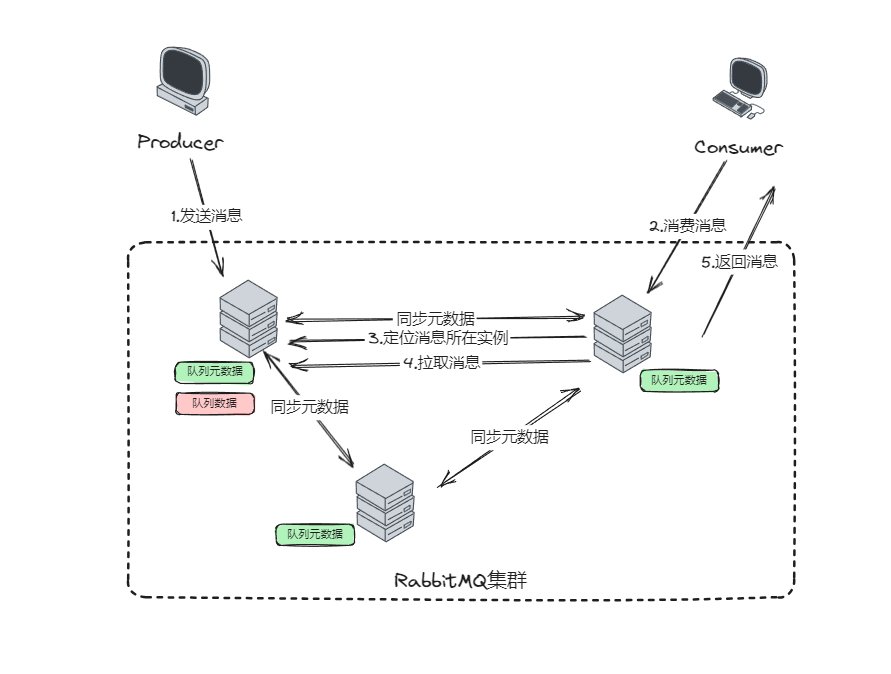 Producer
Consumer
1.发送消息
2.消费消息
5.返回消息
同步元数据
3.定位消息所在实例
4.拉取消息
队列元数据
队列元数据
队列数据
同步元数据
同步元数据
队列元数据
RabbitMQ集群